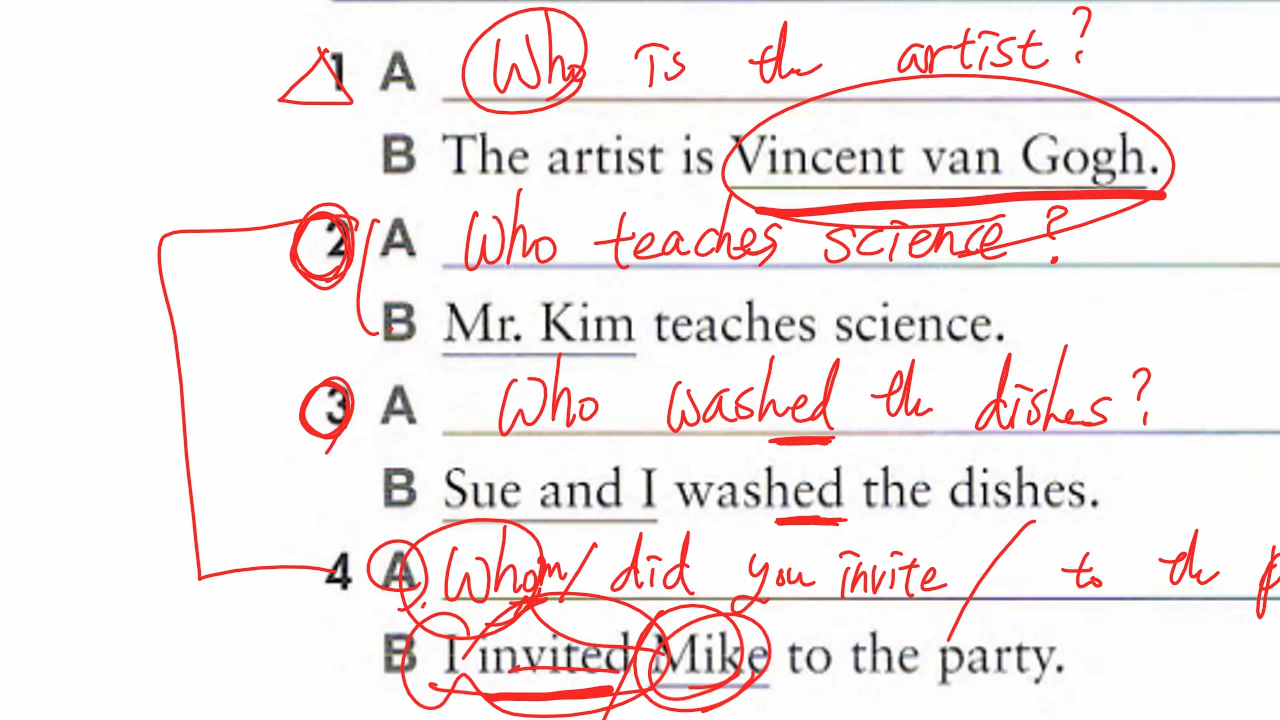 1 A Who is the artist?
B The artist is Vincent van Gogh.
2 A Who teaches science?
B Mr. Kim teaches science.
3 A Who washed the dishes?
B Sue and I washed the dishes.
4 A Whom did you invite to the
B I invited Mike to the party.